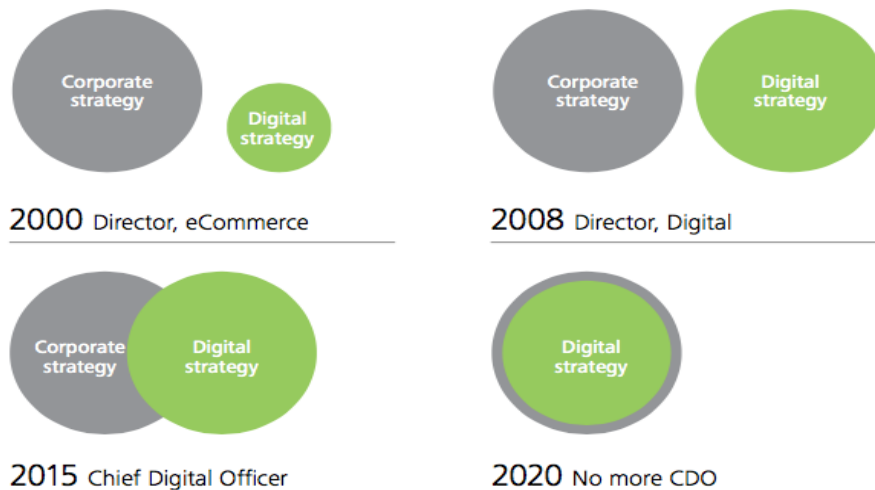 Corporate
strategy
Digital
strategy
2000 Director, eCommerce
Corporate
strategy
Digital
strategy
2008 Director, Digital
Corporate
strategy
Digital
strategy
2015 Chief Digital Officer
Digital
strategy
2020 No more CDO